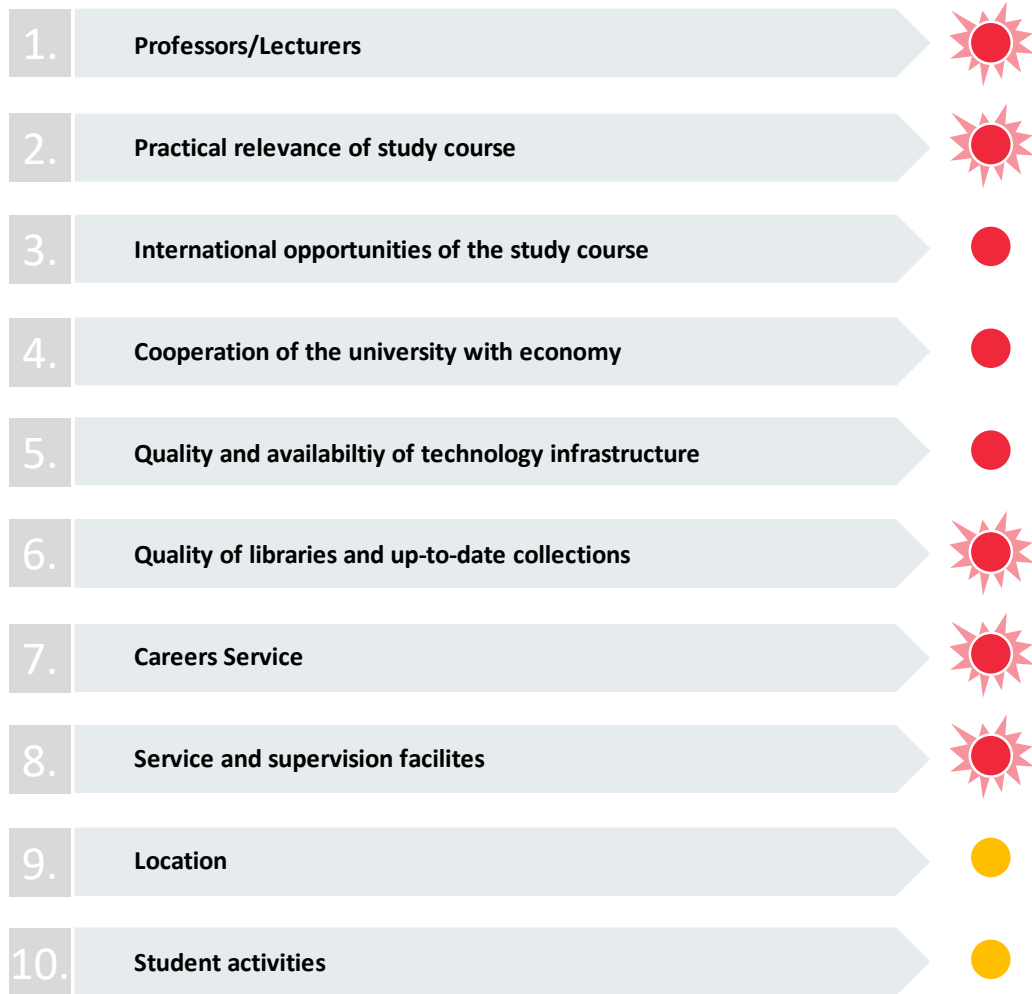 1. Professors/Lecturers
2. Practical relevance of study course
3. International opportunities of the study course
4. Cooperation of the university with economy
5. Quality and availabiltiy of technology infrastructure
6. Quality of libraries and up-to-date collections
7. Careers Service
8. Service and supervision facilites
9. Location
10. Student activities